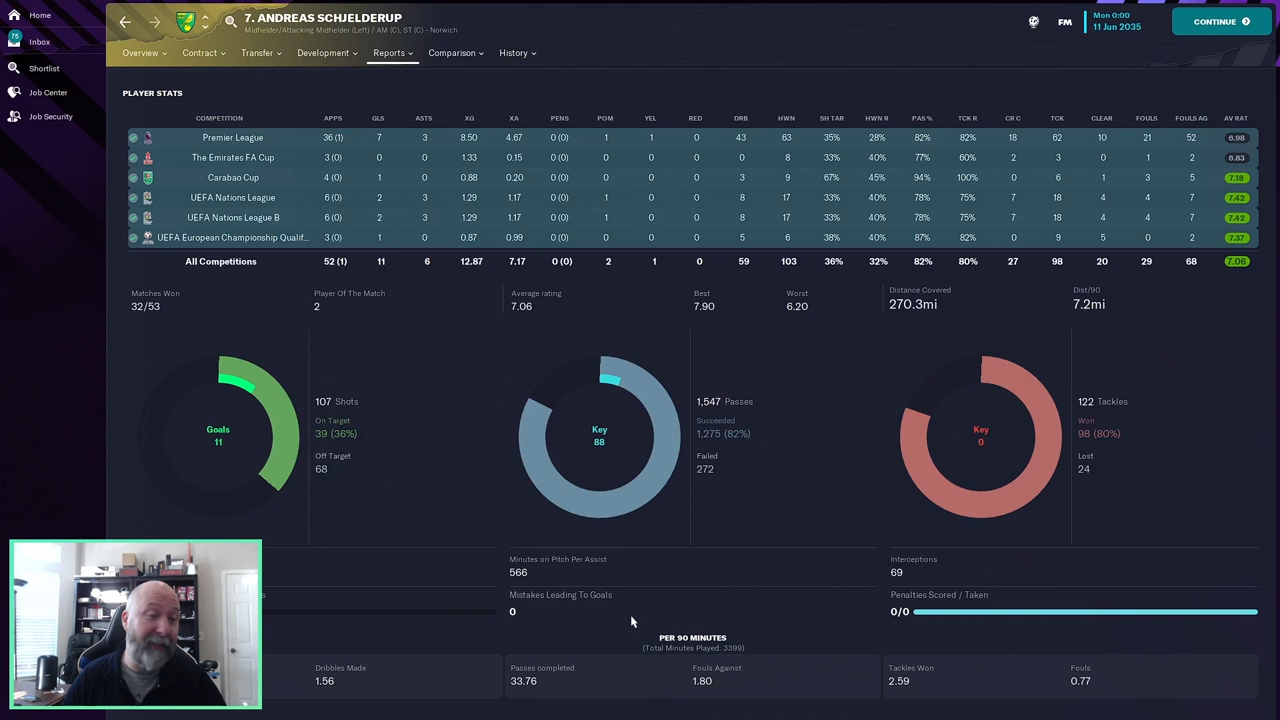 Home
75
Inbox
Shortlist
Job Center
Job Security
7. ANDREAS SCHJELDERUP
Midfielder/Attacking Midfielder (Left) / AM (C), ST (C) - Norwich
FM
Mon 0:00
11 Jun 2035
CONTINUE
Overview Contract Transfer Development Reports Comparison History
PLAYER STATS
COMPETITION APPS GLS ASTS XG XA PENS POM YEL RED DRB HWN SH TAR HWN R PAS % TCK R CR C TCK CLEAR FOULS FOULS AG AV RAT
Premier League 36 (1) 7 3 8.50 4.67 0 (0) 1 1 0 43 63 35% 28% 82% 82% 18 62 10 21 52 6.98
The Emirates FA Cup 3 (0) 0 0 1.33 0.15 0 (0) 0 0 0 0 8 33% 40% 77% 60% 2 3 0 1 2 6.83
Carabao Cup 4 (0) 1 0 0.88 0.20 0 (0) 0 0 0 3 9 67% 45% 94% 100% 0 6 1 3 5 7.18
UEFA Nations League 6 (0) 2 3 1.29 1.17 0 (0) 1 0 0 8 17 33% 40% 78% 75% 7 18 4 4 7 7.42
UEFA Nations League B 6 (0) 2 3 1.29 1.17 0 (0) 1 0 0 8 17 33% 40% 78% 75% 7 18 4 4 7 7.42
UEFA European Championship Qualif... 3 (0) 1 0 0.87 0.99 0 (0) 0 0 0 5 6 38% 40% 87% 82% 0 9 5 0 2 7.37
All Competitions 52 (1) 11 6 12.87 7.17 0 (0) 2 1 0 59 103 36% 32% 82% 80% 27 98 20 29 68 7.06
Matches Won Player Of The Match Average rating Best Worst Distance Covered Dist/90
32/53 2 7.06 7.90 6.20 270.3mi 7.2mi
Goals
11
107 Shots
On Target
39 (36%)
Off Target
68
Key
88
1,547 Passes
Succeeded
1,275 (82%)
Failed
272
Key
0
122 Tackles
Won
98 (80%)
Lost
24
Minutes on Pitch Per Assist
566
Interceptions
69
Mistakes Leading To Goals
0
Penalties Scored / Taken
0/0
PER 90 MINUTES
(Total Minutes Played: 3399)
Dribbles Made Passes completed Fouls Against Tackles Won Fouls
1.56 33.76 1.80 2.59 0.77